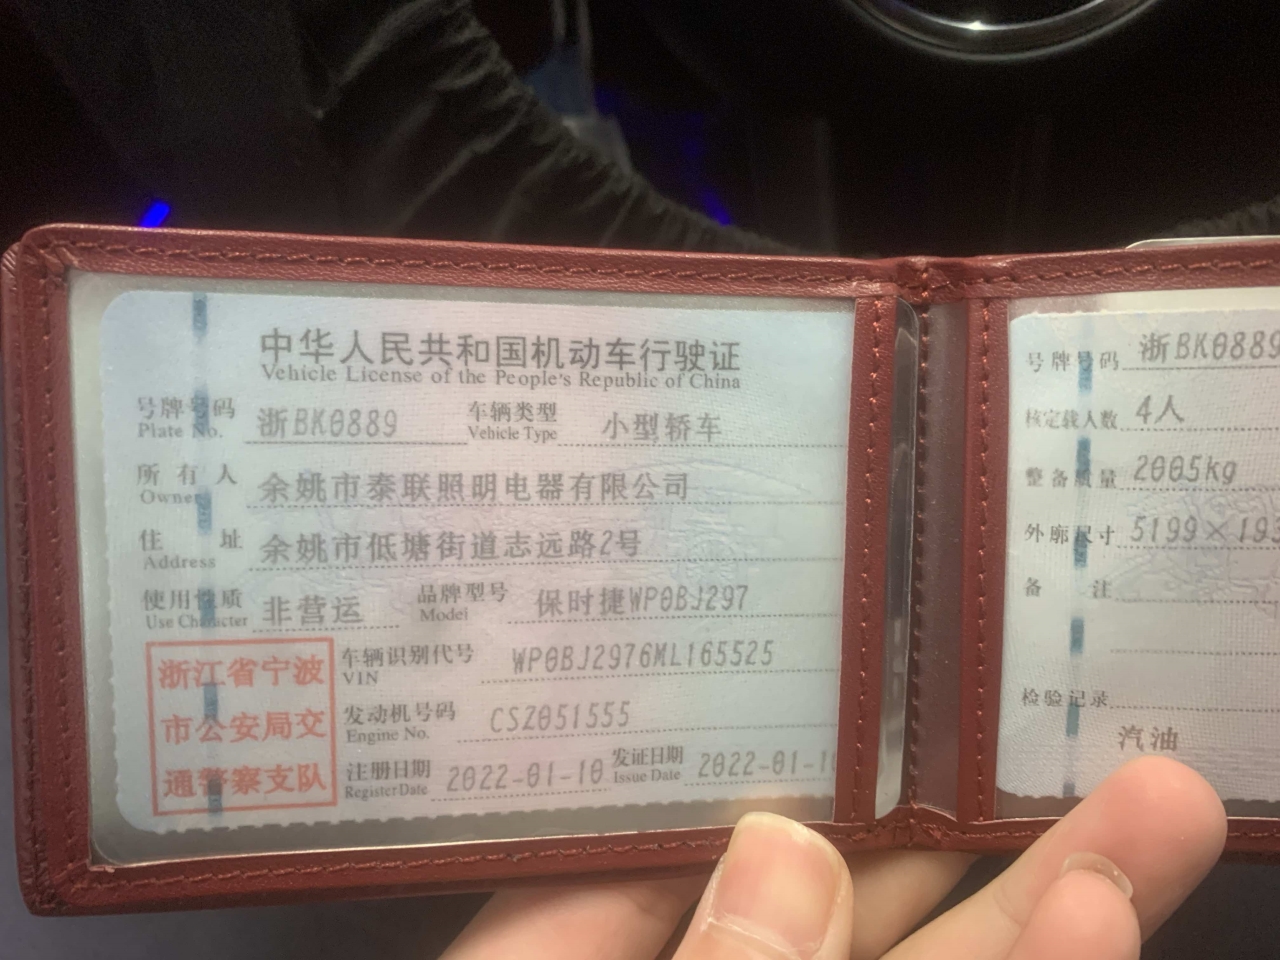 中华人民共和国机动车行驶证
Vehicle License of the People's Republic of China
号牌号码 浙BK0889 车辆类型 小型轿车
Plate No. Vehicle Type
所有人 余姚市泰联照明电器有限公司
Owner
住址 余姚市低塘街道志远路2号
Address
使用性质 非营运 品牌型号 保时捷WP0BJ297
Use Character Model
浙江省宁波
市公安局交
通警察支队
车辆识别代号 WP0BJ2976ML165525
VIN
发动机号码 CSZ051555
Engine No.
注册日期 2022-01-10 发证日期 2022-01-1
Register Date Issue Date
号牌号码 浙BK0889
核定载人数 4人
整备质量 2005kg
外廓尺寸 5199×19
备注
检验记录
汽油